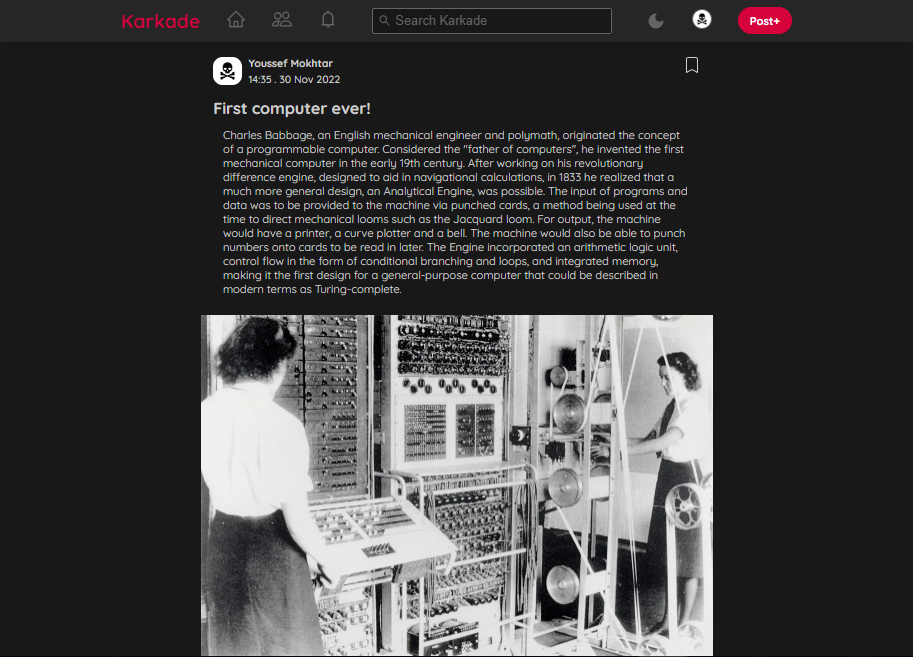 Karkade
Search Karkade
Post+
Youssef Mokhtar
14:35 . 30 Nov 2022
First computer ever!
Charles Babbage, an English mechanical engineer and polymath, originated the concept
of a programmable computer. Considered the "father of computers", he invented the first
mechanical computer in the early 19th century. After working on his revolutionary
difference engine, designed to aid in navigational calculations, in 1833 he realized that a
much more general design, an Analytical Engine, was possible. The input of programs and
data was to be provided to the machine via punched cards, a method being used at the
time to direct mechanical looms such as the Jacquard loom. For output, the machine
would have a printer, a curve plotter and a bell. The machine would also be able to punch
numbers onto cards to be read in later. The Engine incorporated an arithmetic logic unit,
control flow in the form of conditional branching and loops, and integrated memory,
making it the first design for a general-purpose computer that could be described in
modern terms as Turing-complete.